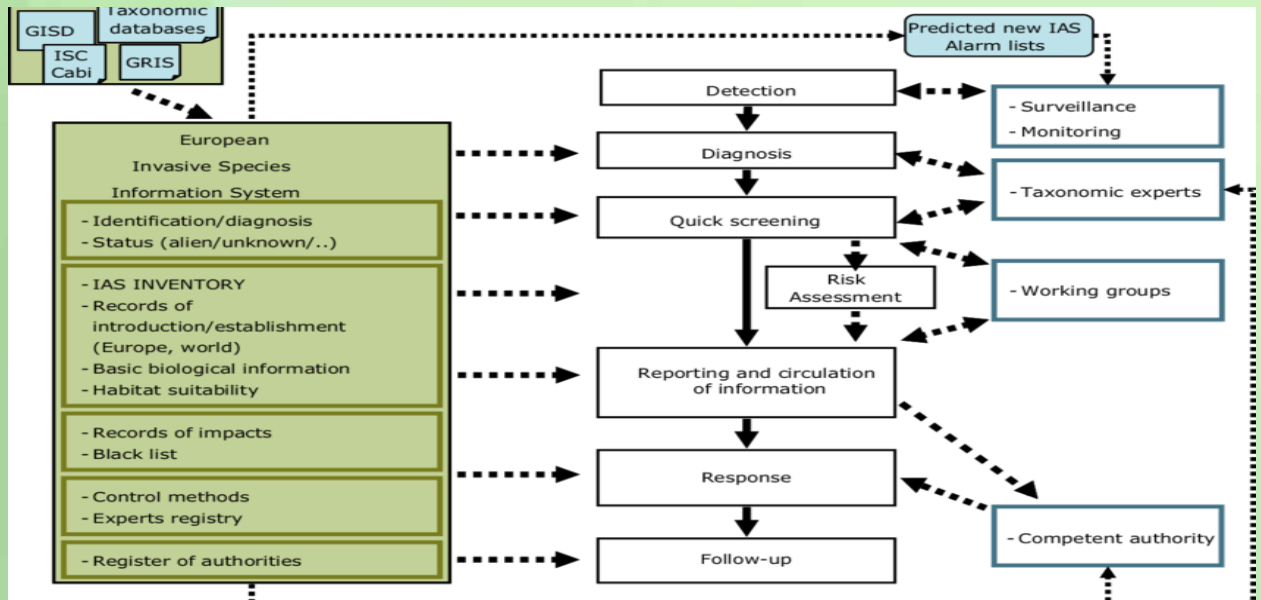 Taxonomic
databases
GISD
ISC
Cabi
GRIS
Predicted new IAS
Alarm lists
European
Invasive Species
Information System
- Identification/diagnosis
- Status (alien/unknown/..)
- IAS INVENTORY
- Records of
introduction/establishment
(Europe, world)
- Basic biological information
- Habitat suitability
- Records of impacts
- Black list
- Control methods
- Experts registry
- Register of authorities
Detection
Diagnosis
Quick screening
Risk
Assessment
Reporting and circulation
of information
Response
Follow-up
- Surveillance
- Monitoring
- Taxonomic experts
- Working groups
- Competent authority